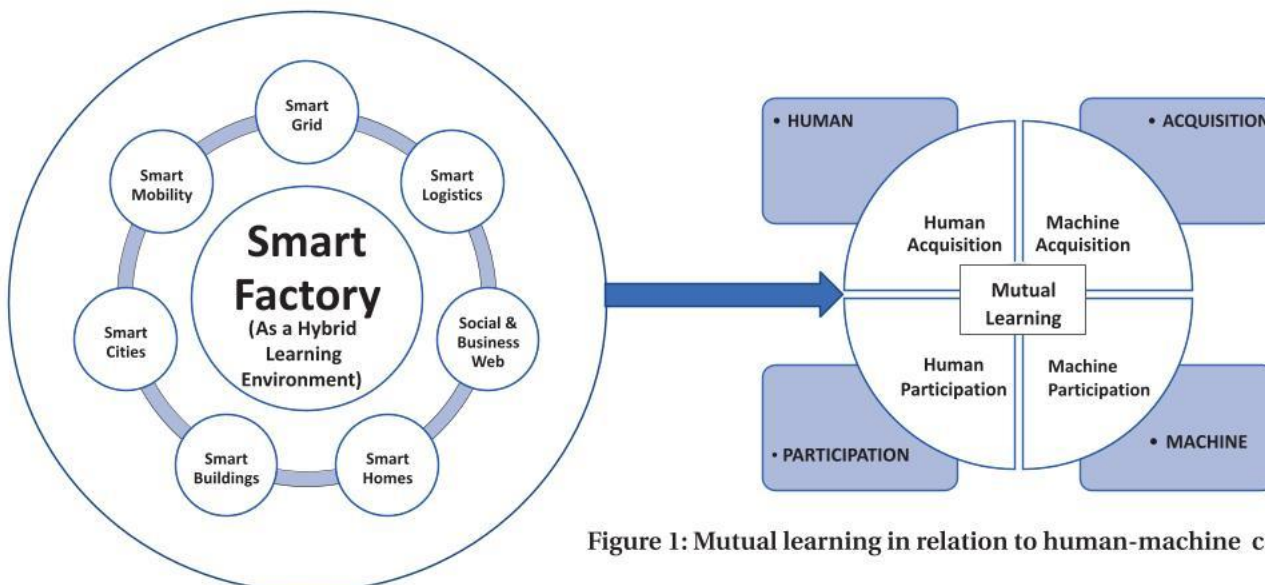 Smart
Grid
Smart
Mobility
Smart
Logistics
Smart
Factory
(As a Hybrid
Learning
Environment)
Smart
Cities
Social &
Business
Web
Smart
Buildings
Smart
Homes
• HUMAN
• ACQUISITION
Human
Acquisition
Machine
Acquisition
Mutual
Learning
Human
Participation
Machine
Participation
• PARTICIPATION
• MACHINE
Figure 1: Mutual learning in relation to human-machine c